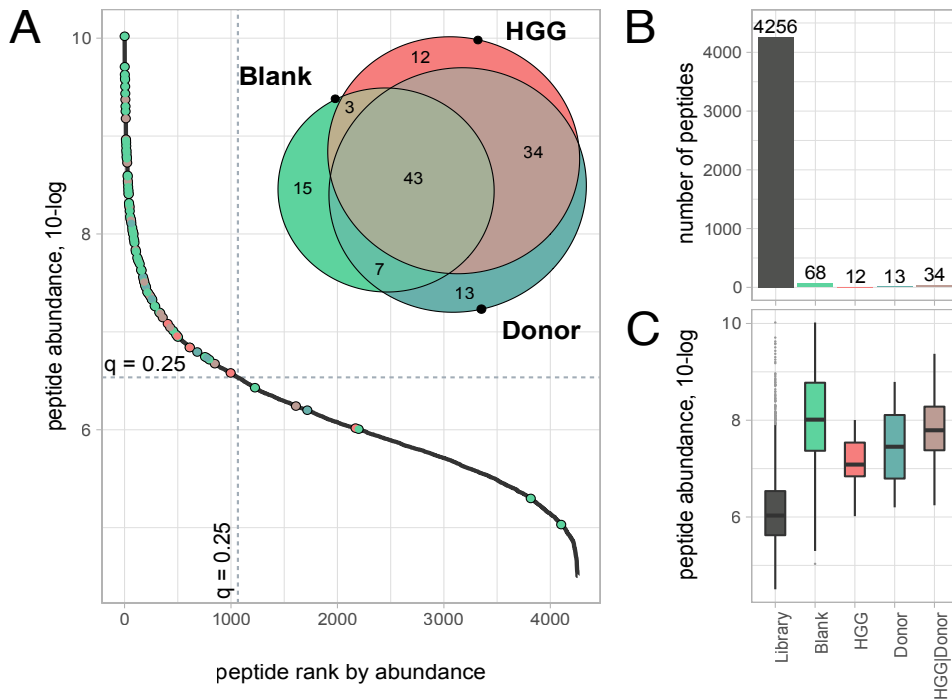 A
10
8
6
peptide abundance, 10-log
0
1000
2000
3000
4000
peptide rank by abundance
q = 0.25
q = 0.25
HGG
Blank
Donor
12
3
34
15
43
7
13
B
4256
68
12
13
34
4000
3000
2000
1000
0
number of peptides
C
10
8
6
peptide abundance, 10-log
Library
Blank
HGG
Donor
HGG|Donor